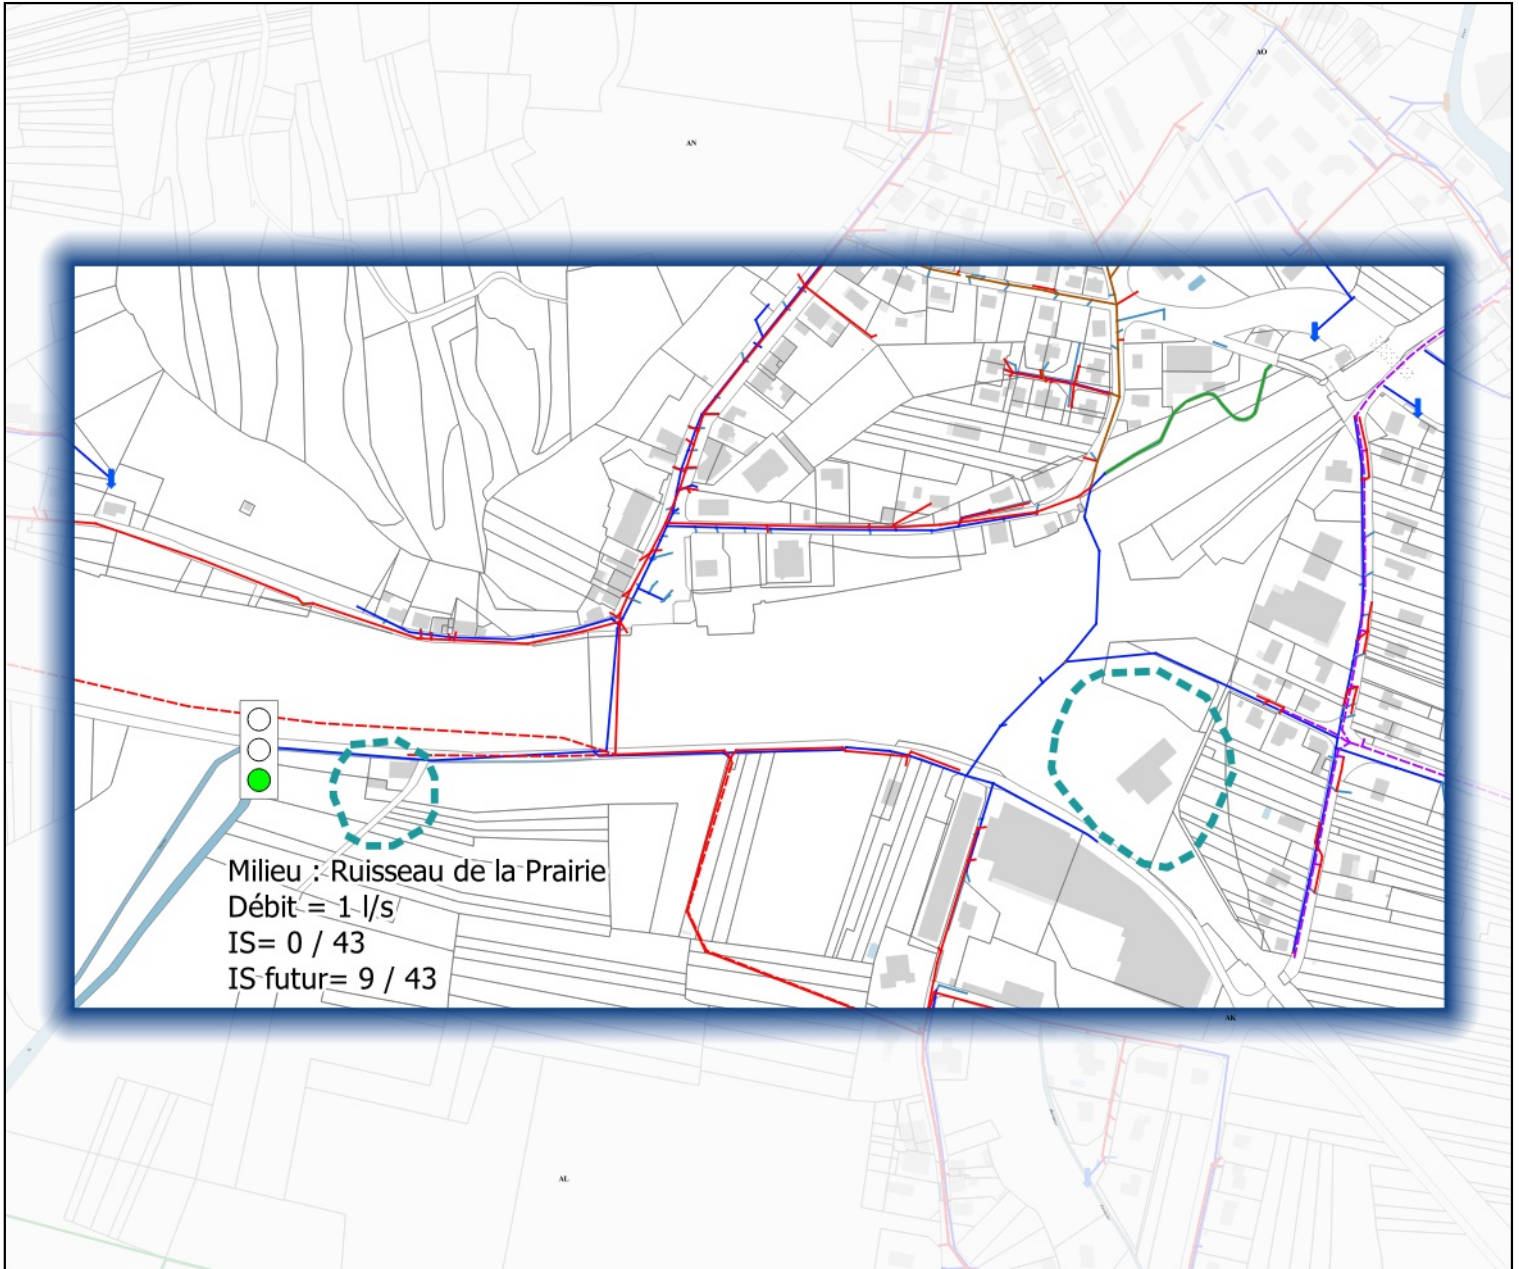 AO
AN
Milieu : Ruisseau de la Prairie
Débit = 1 l/s
IS= 0 / 43
IS futur= 9 / 43
AK
AL